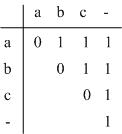 a b c -
a 0 1 1 1
b 0 1 1
c 0 1
- 1